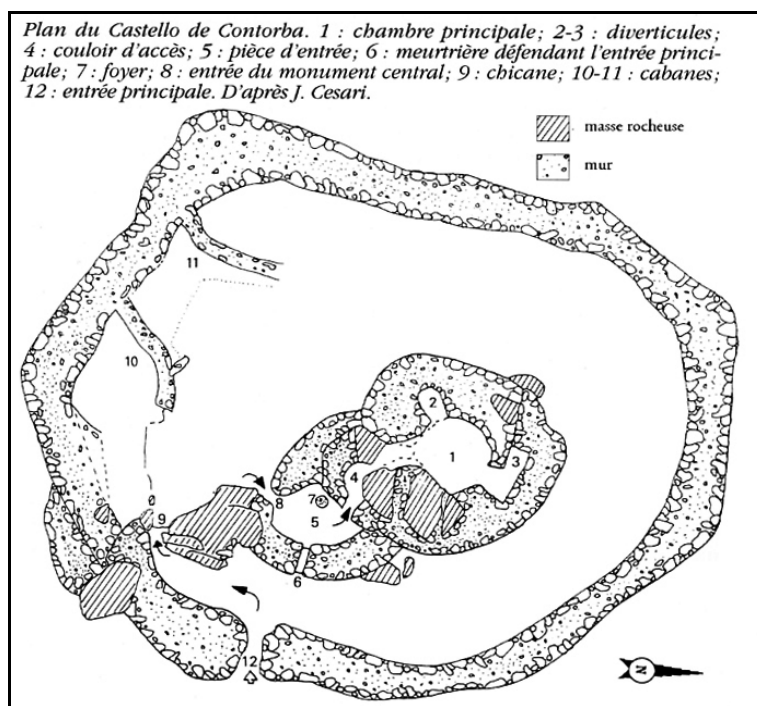 Plan du Castello de Contorba. 1 : chambre principale; 2-3 : diverticules;
4 : couloir d'accès; 5 : pièce d'entrée; 6 : meurtrière défendant l'entrée princi-
pale; 7 : foyer; 8 : entrée du monument central; 9 : chicane; 10-11 : cabanes;
12 : entrée principale. D'après J. Cesari.
masse rocheuse
mur
11
10
2
1
3
4
7
8
5
9
6
12
N